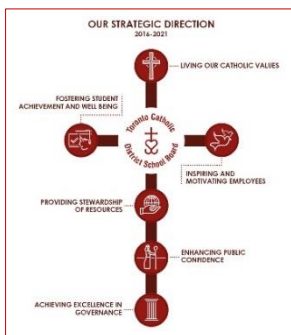 OUR STRATEGIC DIRECTION
2016-2021
LIVING OUR CATHOLIC VALUES
FOSTERING STUDENT
ACHIEVEMENT AND WELL BEING
Toronto Catholic
District School Board
INSPIRING AND
MOTIVATING EMPLOYEES
PROVIDING STEWARDSHIP
OF RESOURCES
ENHANCING PUBLIC
CONFIDENCE
ACHIEVING EXCELLENCE IN
GOVERNANCE